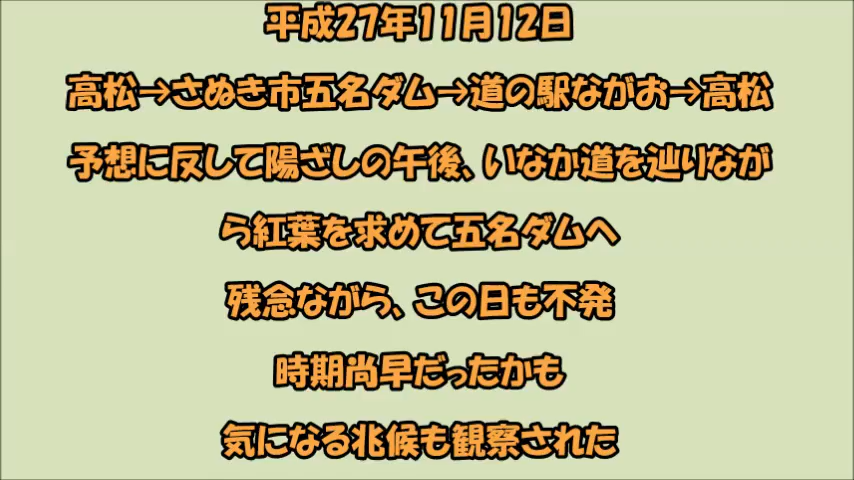 平成27年11月12日
高松→さぬき市五名ダム→道の駅ながお→高松
予想に反して陽ざしの午後、いなか道を辿りなが
ら紅葉を求めて五名ダムへ
残念ながら、この日も不発
時期尚早だったかも
気になる兆候も観察された